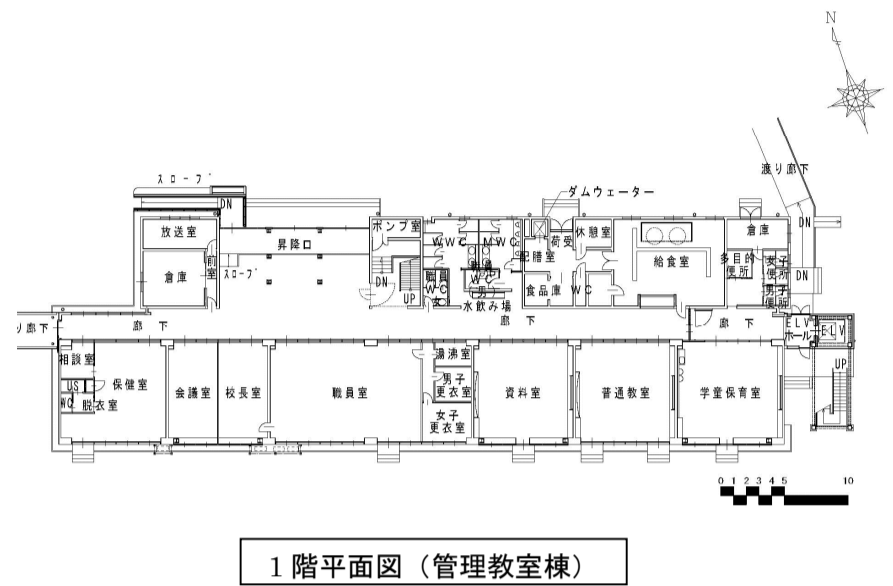 N
スロープ
DN
ダムウェーター
渡り廊下
放送室
倉庫
前室
スロープ
昇降口
ポンプ室
DN
UP
WWC
MWC
職員
WC
女
男
水飲み場
配膳室
荷受
食品庫
WC
休憩室
給食室
倉庫
多目的
便所
女子
便所
男子
便所
DN
DN
り廊下
廊下
廊下
廊下
ELV
ホール
ELV
UP
相談室
US
WC
脱衣室
保健室
会議室
校長室
職員室
湯沸室
男子
更衣室
女子
更衣室
資料室
普通教室
学童保育室
0 1 2 3 4 5 10
1階平面図（管理教室棟）